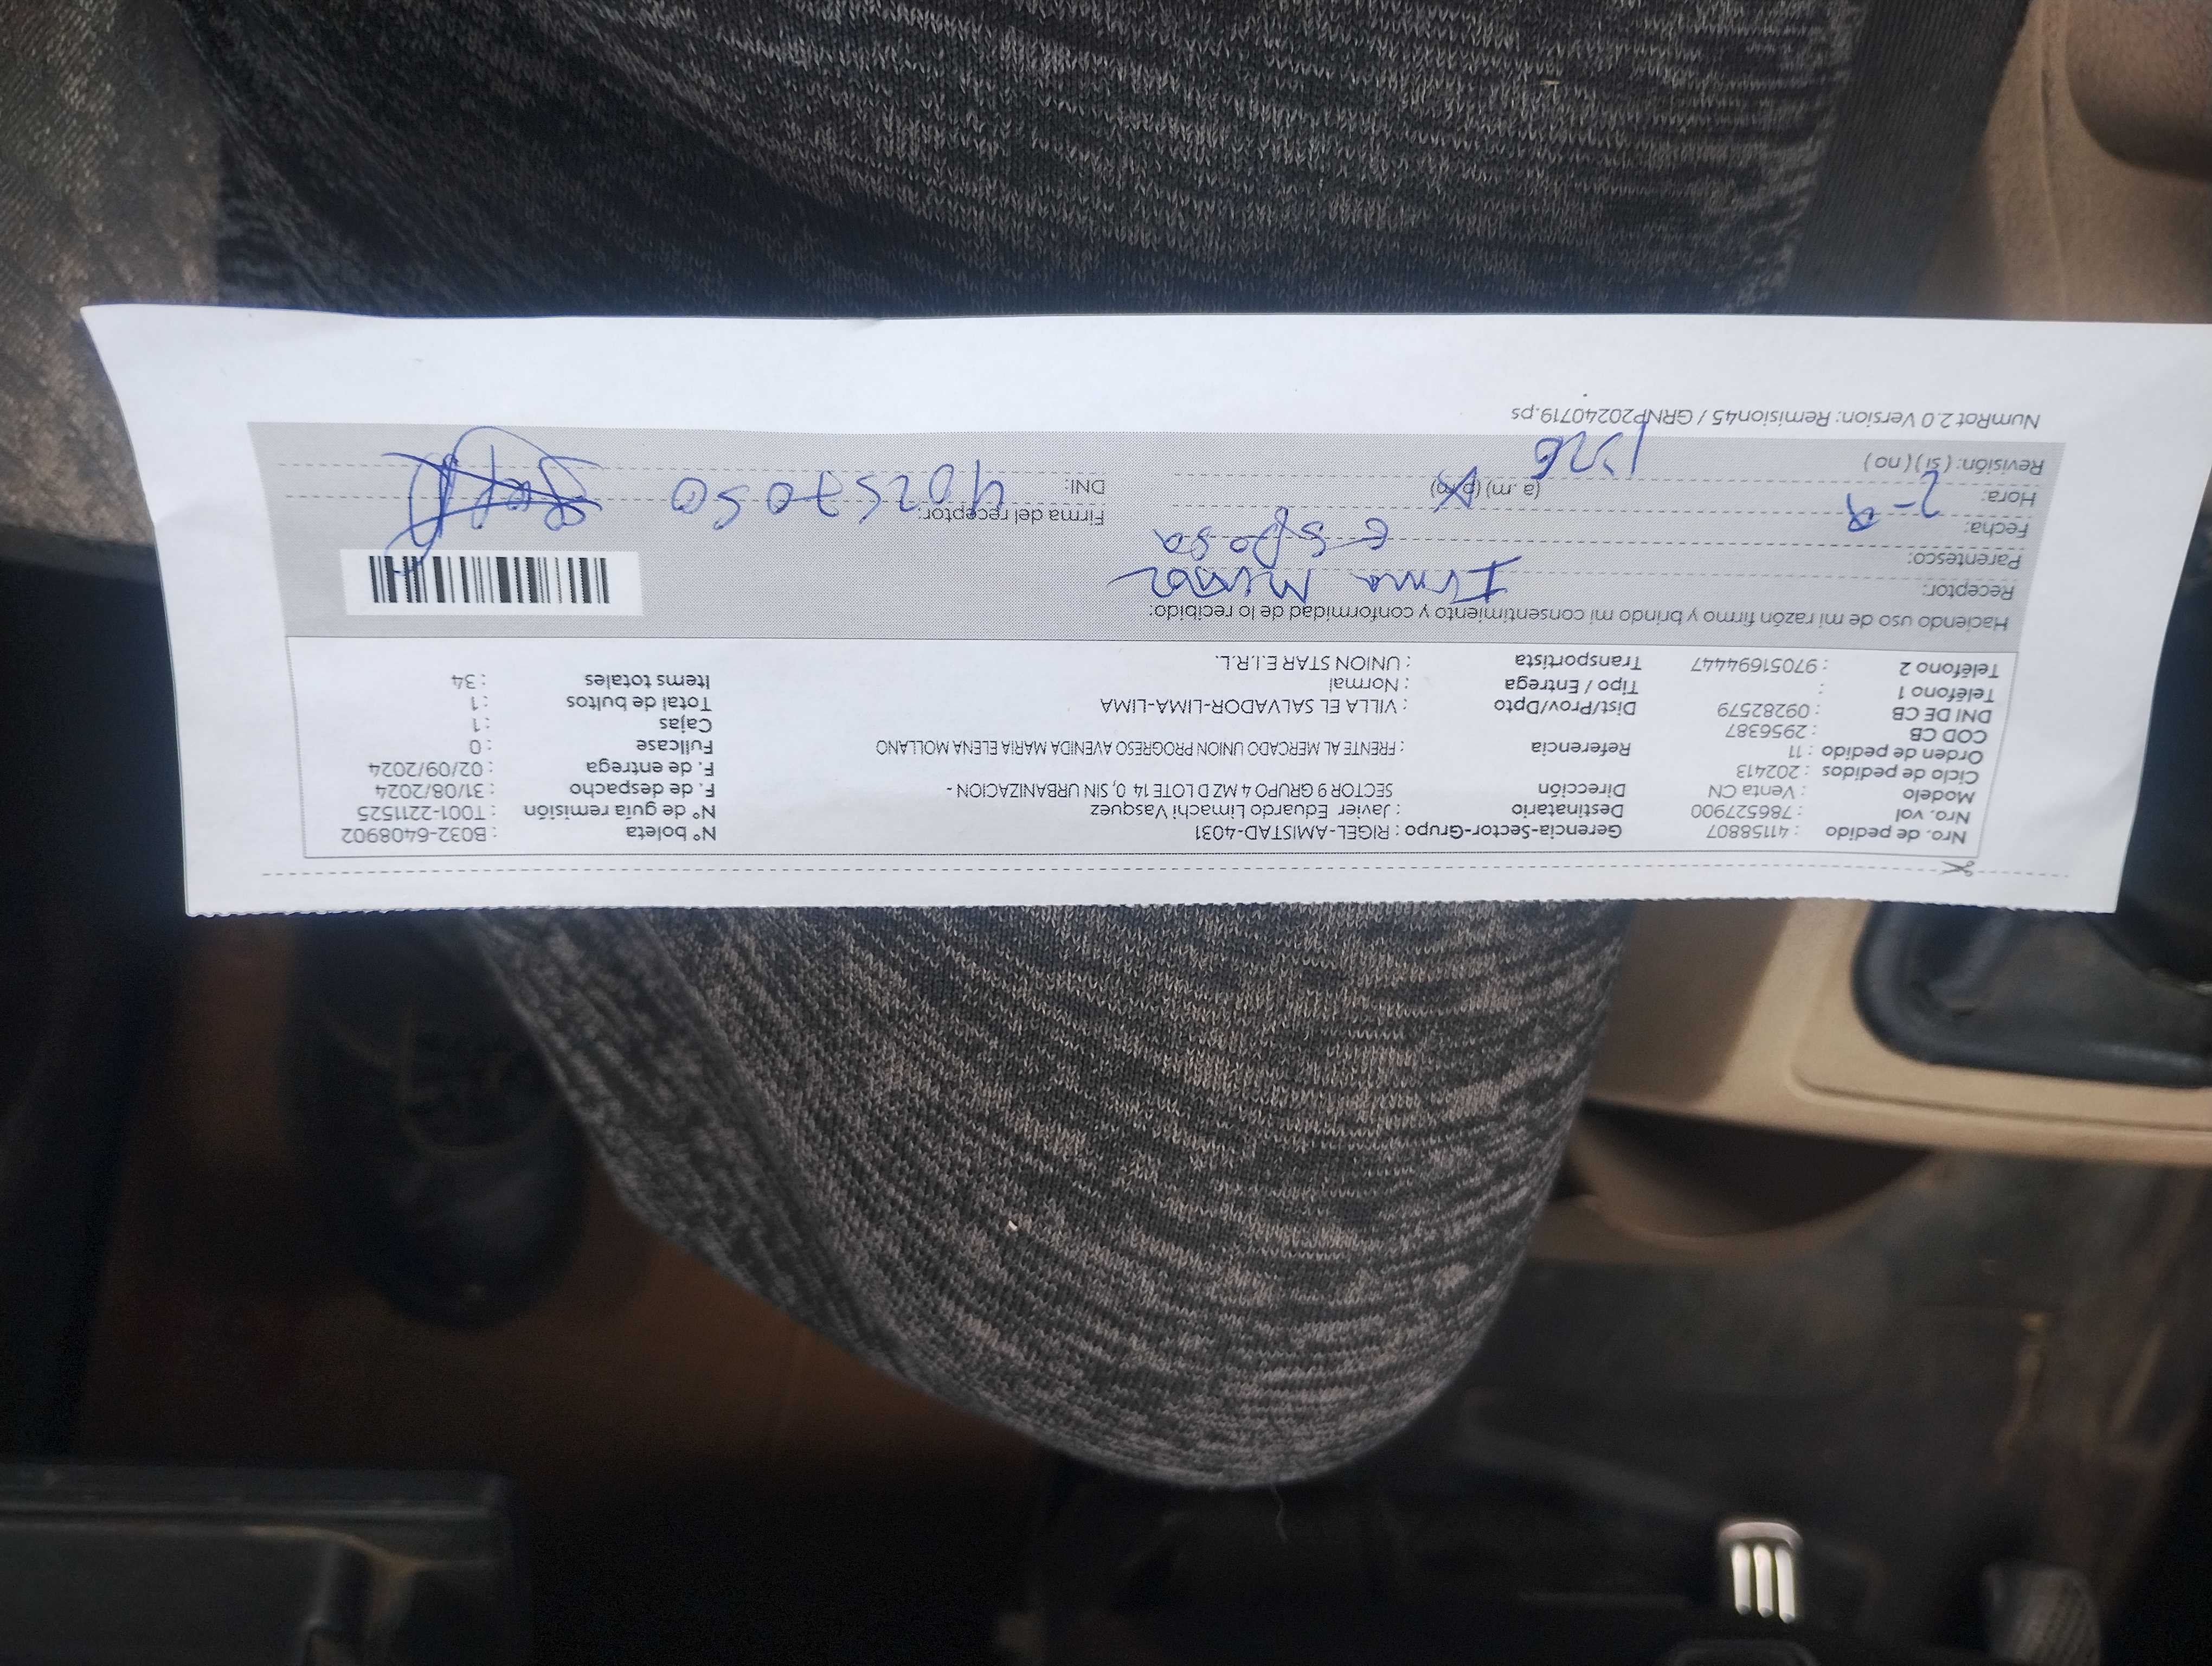 Nro. de pedido : 41158807 Gerencia-Sector-Grupo : RIGEL-AMISTAD-4031 N° boleta : B032-6408902
Nro. vol : 786527900 Destinatario : Javier Eduardo Limachi Vasquez N° de guía remisión : T001-2211525
Modelo : Venta CN Dirección SECTOR 9 GRUPO 4 MZ D LOTE 14 0, SIN URBANIZACION - F. de despacho : 31/08/2024
Ciclo de pedidos : 202413 F. de entrega : 02/09/2024
Orden de pedido : 11 Referencia : FRENTE AL MERCADO UNION PROGRESO AVENIDA MARIA ELENA MOLLANO Fullcase : 0
COD CB : 2956387 Cajas : 1
DNI DE CB : 09282579 Dist/Prov/Dpto : VILLA EL SALVADOR-LIMA-LIMA Total de bultos : 1
Teléfono 1 : Tipo / Entrega : Normal Items totales : 34
Teléfono 2 : 97051694447 Transportista : UNION STAR E.I.R.L.
Haciendo uso de mi razón firmo y brindo mi consentimiento y conformidad de lo recibido:
Receptor: Irma
Parentesco: esposa
Fecha: 2-9 Firma del receptor:
Hora: (a. m) (p. m) DNI: 40257050
Revisión: ( si ) ( no )
NumRot 2.0 Version: Remision45 / GRNP20240719.ps